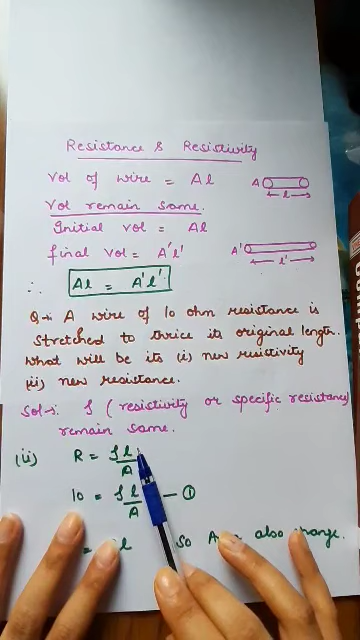 Resistance & Resistivity
Vol of wire = Al
A
l
Vol remain same.
Initial vol = Al
final vol = A'l'
A'
l'
∴ Al = A'l'
Q→ A wire of 10 ohm resistance is
stretched to thrice its original length.
What will be its (i) new resistivity
(ii) new resistance.
Sol→ ρ (resistivity or specific resistance)
remain same.
(ii) R = ρl/A
10 = ρl/A — ①
= l so A also change.